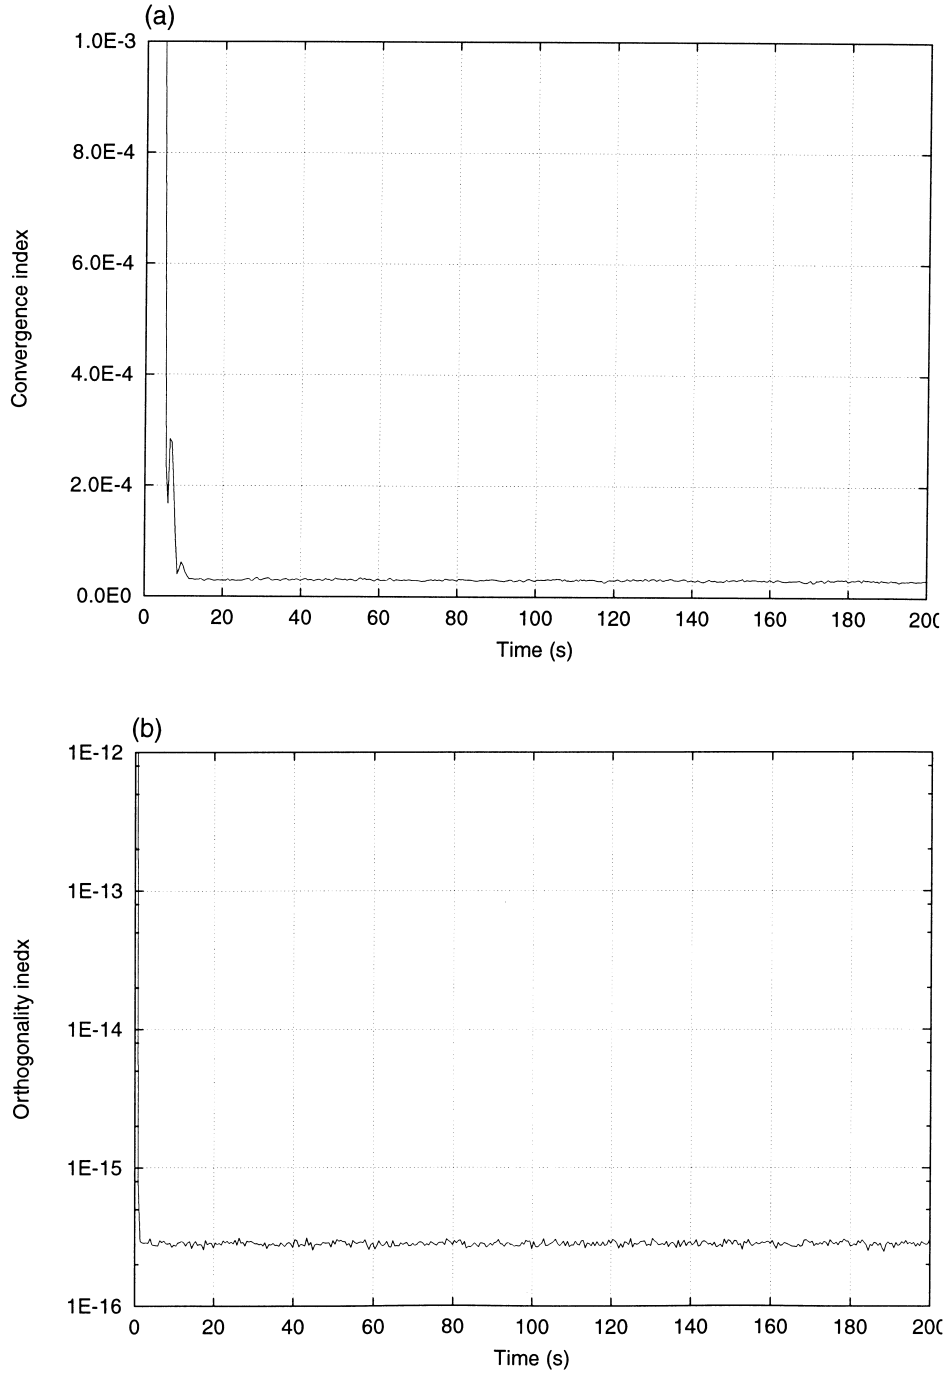 (a)
1.0E-3
8.0E-4
6.0E-4
4.0E-4
2.0E-4
0.0E0
Convergence index
0 20 40 60 80 100 120 140 160 180 200
Time (s)
(b)
1E-12
1E-13
1E-14
1E-15
1E-16
Orthogonality inedx
0 20 40 60 80 100 120 140 160 180 200
Time (s)